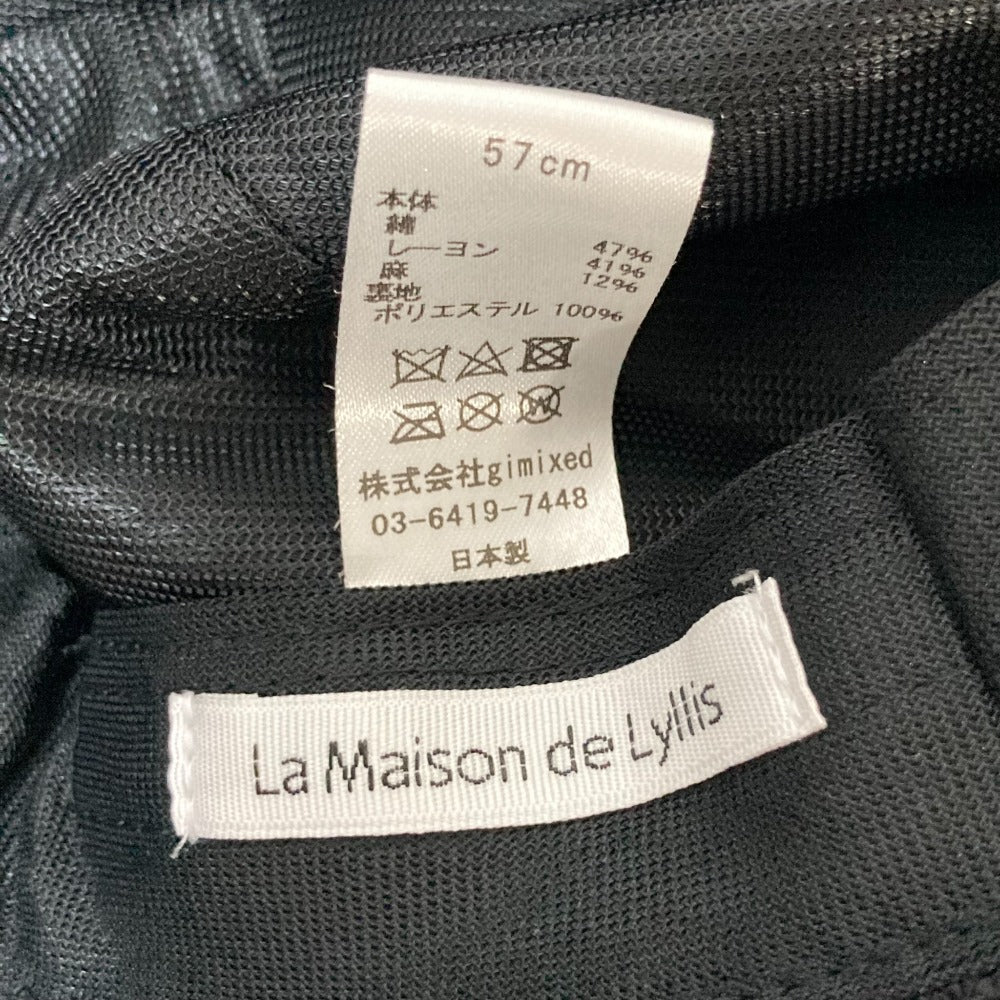 57cm
本体
綿
レーヨン 47%
麻 41%
裏地 12%
ポリエステル 100%
株式会社gimixed
03-6419-7448
日本製
La Maison de Lyllis